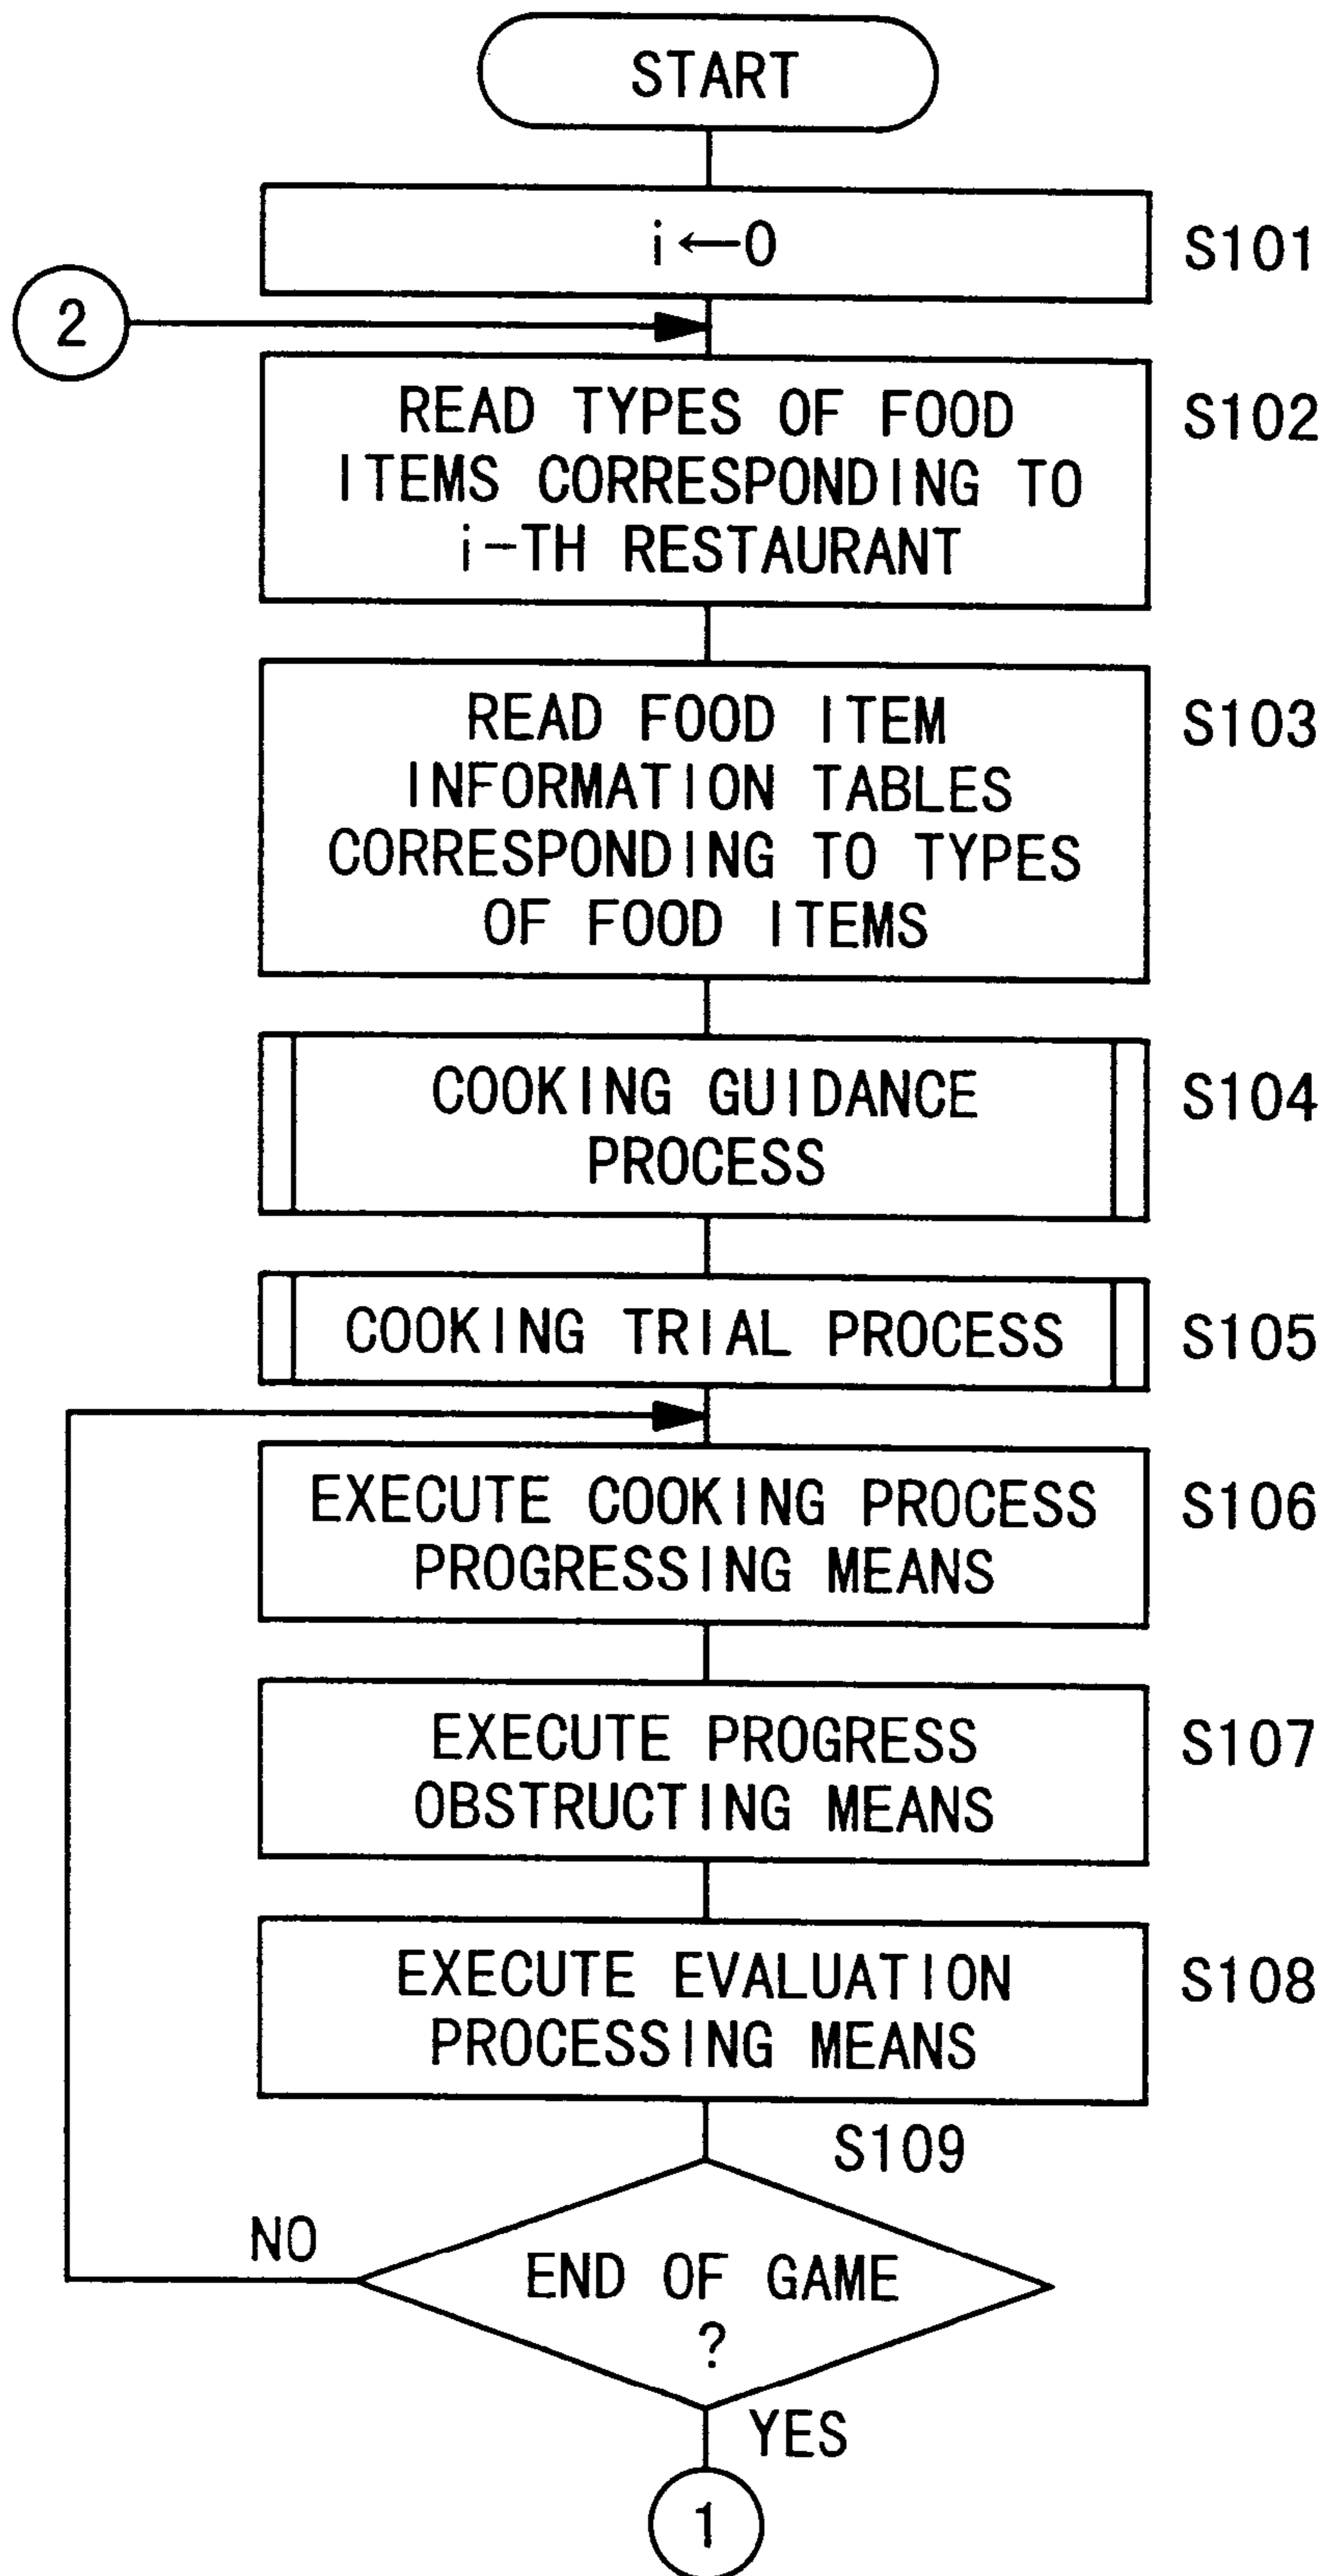 START
i←0
S101
2
READ TYPES OF FOOD
ITEMS CORRESPONDING TO
i-TH RESTAURANT
S102
READ FOOD ITEM
INFORMATION TABLES
CORRESPONDING TO TYPES
OF FOOD ITEMS
S103
COOKING GUIDANCE
PROCESS
S104
COOKING TRIAL PROCESS
S105
EXECUTE COOKING PROCESS
PROGRESSING MEANS
S106
EXECUTE PROGRESS
OBSTRUCTING MEANS
S107
EXECUTE EVALUATION
PROCESSING MEANS
S108
S109
NO
END OF GAME
?
YES
1